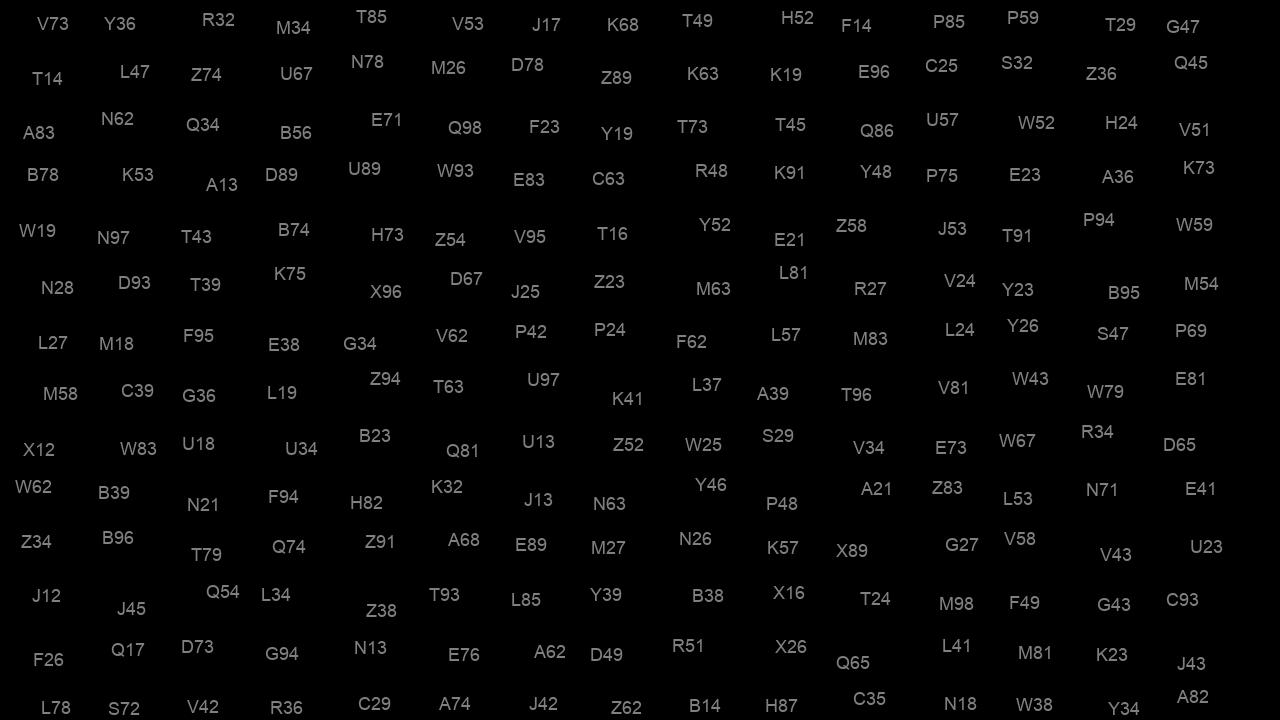 V73 Y36 R32 M34 T85 V53 J17 K68 T49 H52 F14 P85 P59 T29 G47
T14 L47 Z74 U67 N78 M26 D78 Z89 K63 K19 E96 C25 S32 Z36 Q45
A83 N62 Q34 B56 E71 Q98 F23 Y19 T73 T45 Q86 U57 W52 H24 V51
B78 K53 A13 D89 U89 W93 E83 C63 R48 K91 Y48 P75 E23 A36 K73
W19 N97 T43 B74 H73 Z54 V95 T16 Y52 E21 Z58 J53 T91 P94 W59
N28 D93 T39 K75 X96 D67 J25 Z23 M63 L81 R27 V24 Y23 B95 M54
L27 M18 F95 E38 G34 V62 P42 P24 F62 L57 M83 L24 Y26 S47 P69
M58 C39 G36 L19 Z94 T63 U97 K41 L37 A39 T96 V81 W43 W79 E81
X12 W83 U18 U34 B23 Q81 U13 Z52 W25 S29 V34 E73 W67 R34 D65
W62 B39 N21 F94 H82 K32 J13 N63 Y46 P48 A21 Z83 L53 N71 E41
Z34 B96 T79 Q74 Z91 A68 E89 M27 N26 K57 X89 G27 V58 V43 U23
J12 J45 Q54 L34 Z38 T93 L85 Y39 B38 X16 T24 M98 F49 G43 C93
F26 Q17 D73 G94 N13 E76 A62 D49 R51 X26 Q65 L41 M81 K23 J43
L78 S72 V42 R36 C29 A74 J42 Z62 B14 H87 C35 N18 W38 Y34 A82